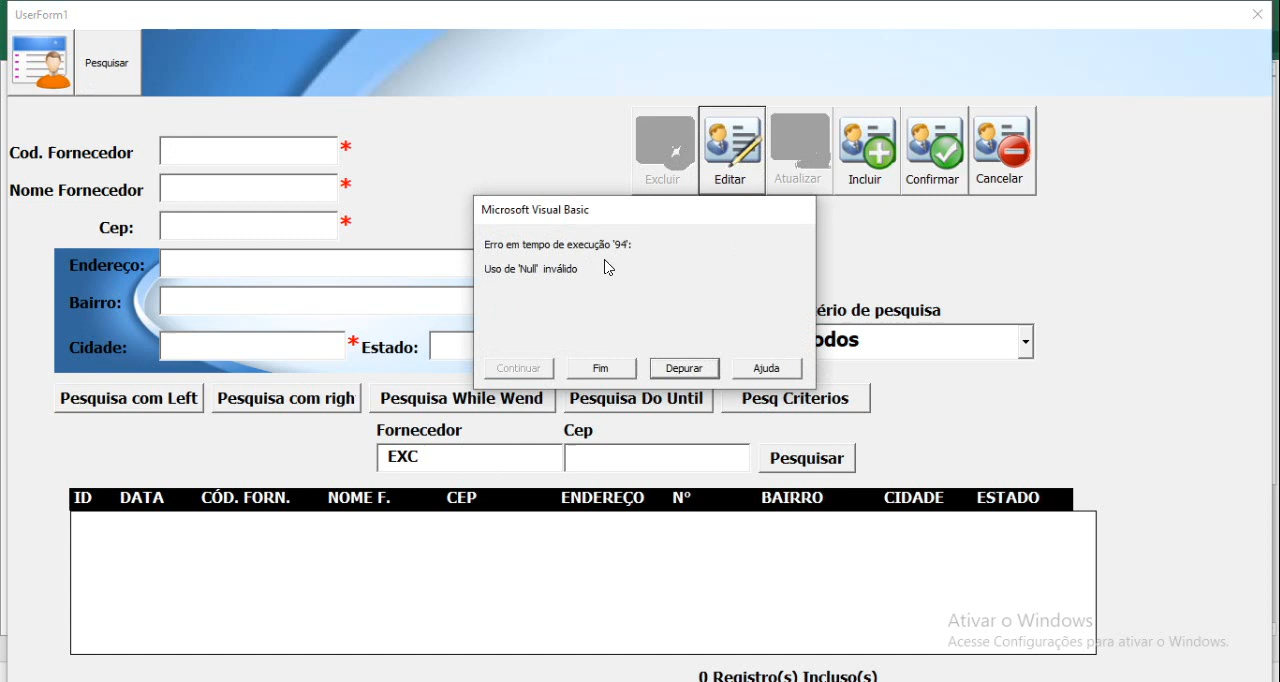 UserForm1
Pesquisar
Cod. Fornecedor *
Nome Fornecedor *
Cep: *
Excluir Editar Atualizar Incluir Confirmar Cancelar
Microsoft Visual Basic
Erro em tempo de execução '94':
Uso de 'Null' inválido
Continuar Fim Depurar Ajuda
Endereço:
Bairro:
Cidade: * Estado:
de pesquisa
Pesquisa com Left Pesquisa com righ Pesquisa While Wend Pesquisa Do Until Pesq Criterios
Fornecedor Cep
EXC Pesquisar
ID DATA CÓD. FORN. NOME F. CEP ENDEREÇO Nº BAIRRO CIDADE ESTADO
Ativar o Windows
Acesse Configurações para ativar o Windows.
0 Registro(s) Incluso(s)